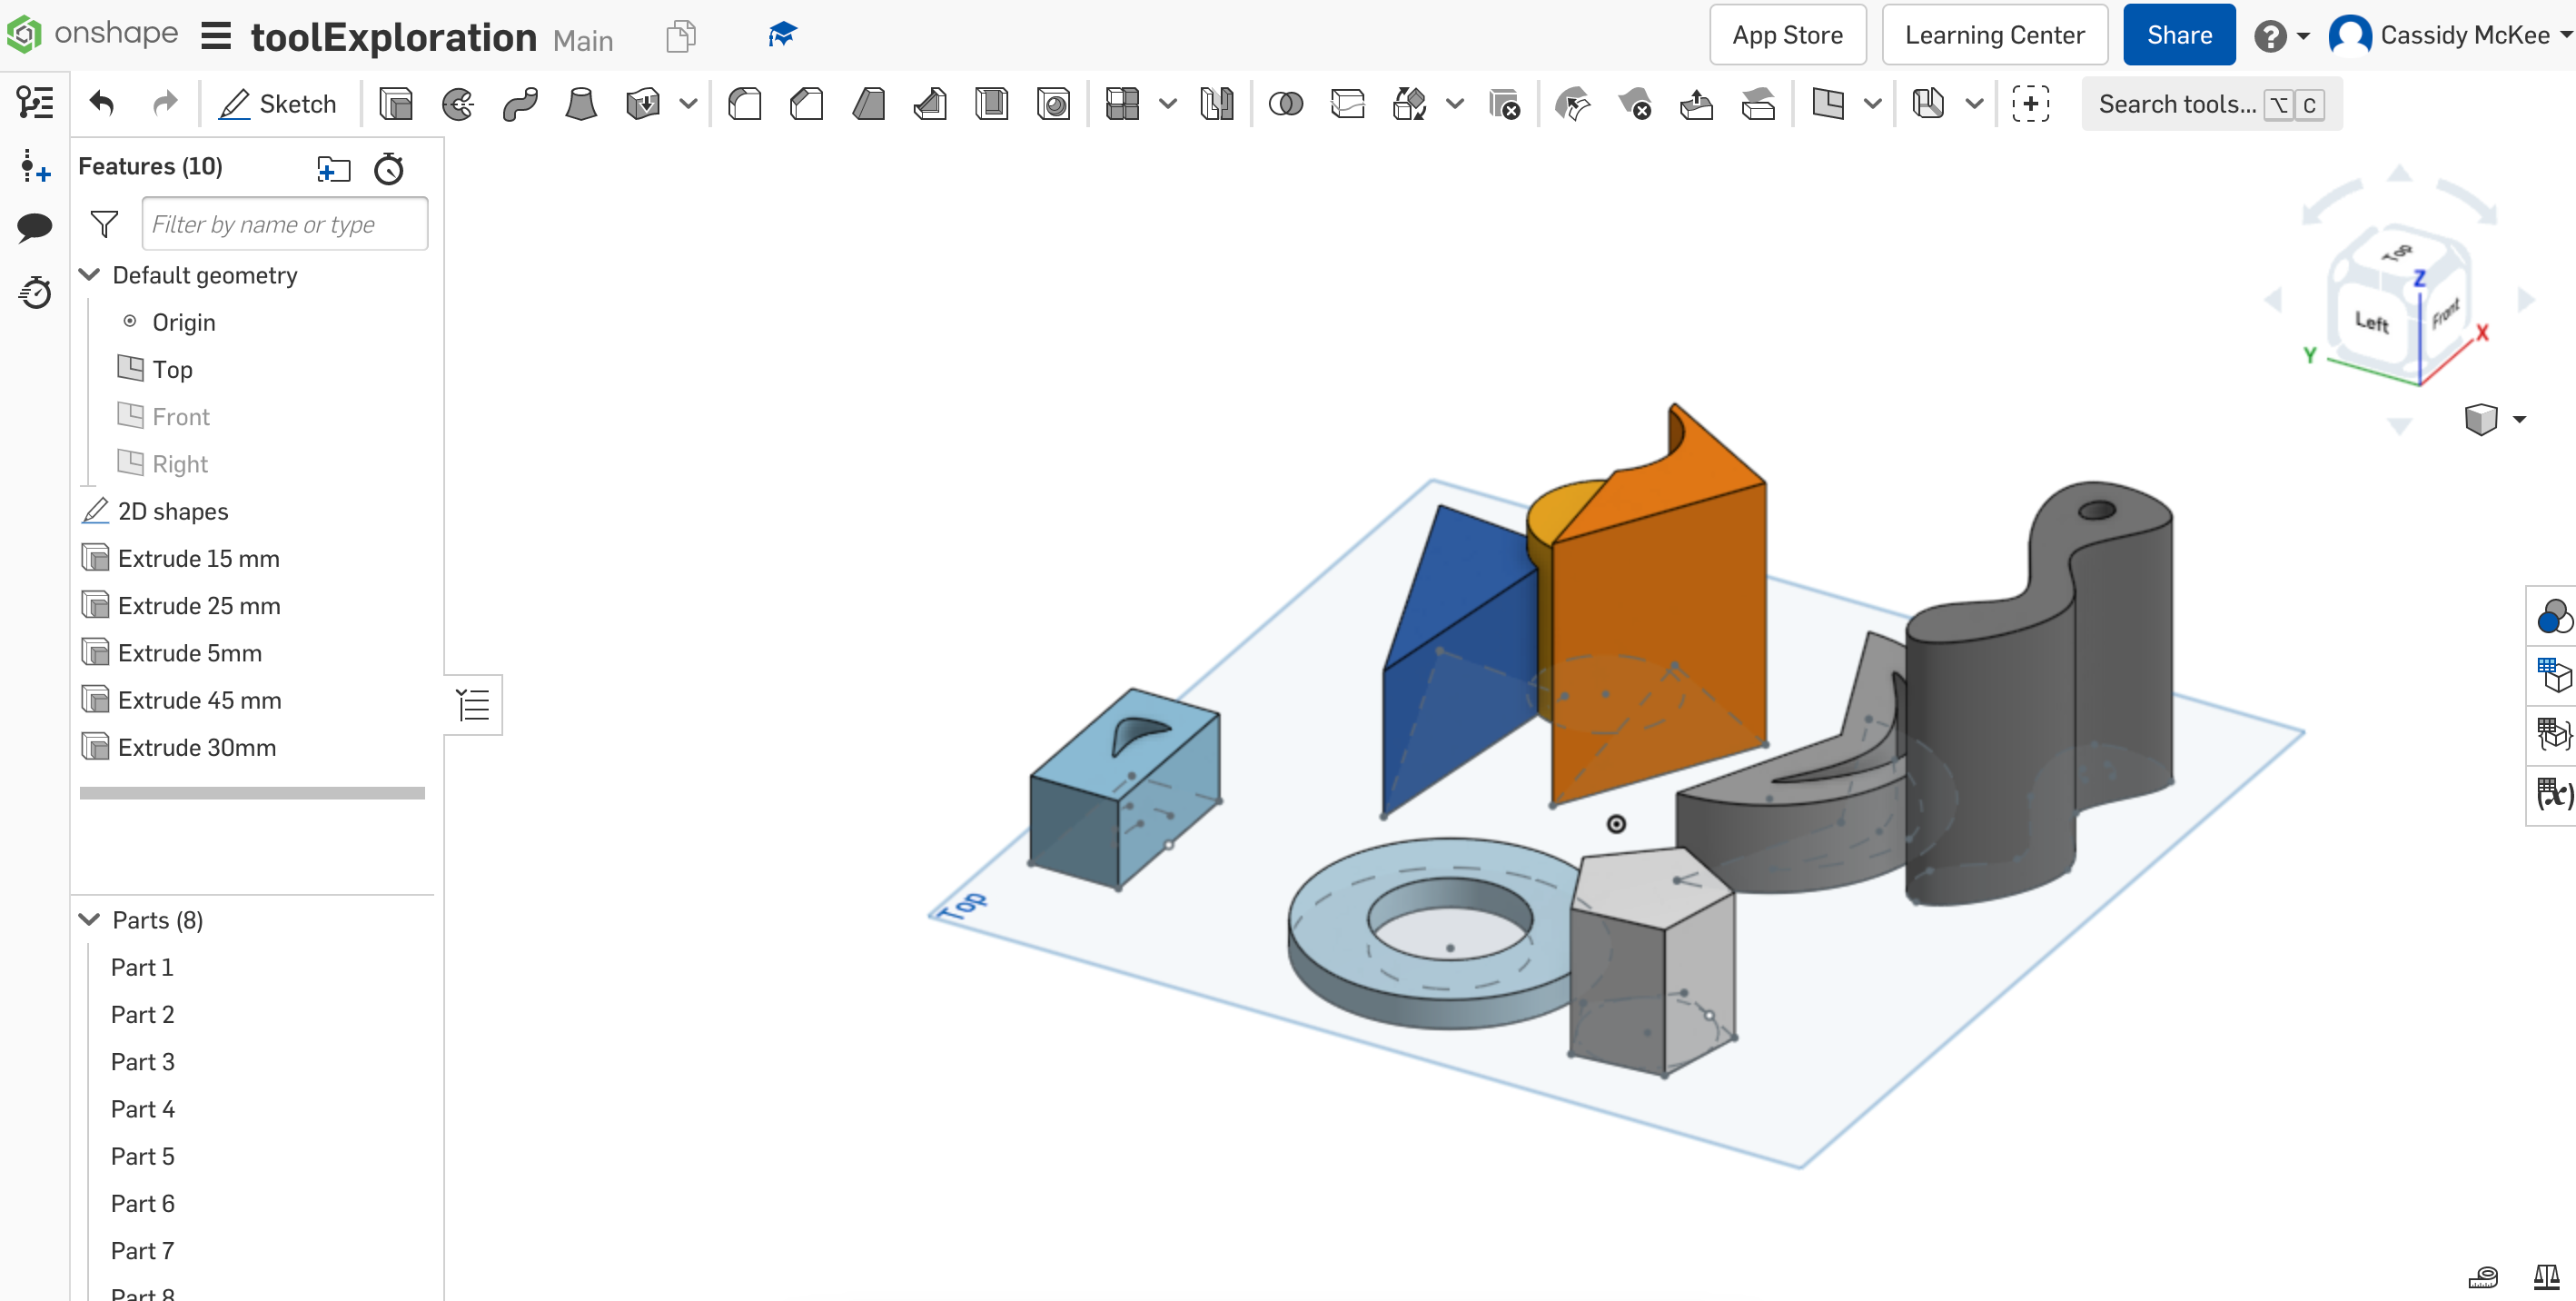 onshape toolExploration Main App Store Learning Center Share ? Cassidy McKee
Sketch Search tools... ⌥ C
Features (10)
Filter by name or type
Default geometry
Origin
Top
Front
Right
2D shapes
Extrude 15 mm
Extrude 25 mm
Extrude 5mm
Extrude 45 mm
Extrude 30mm
Parts (8)
Part 1
Part 2
Part 3
Part 4
Part 5
Part 6
Part 7
Part 8
Top
Top
Z
Left
Front
X
Y
(x)